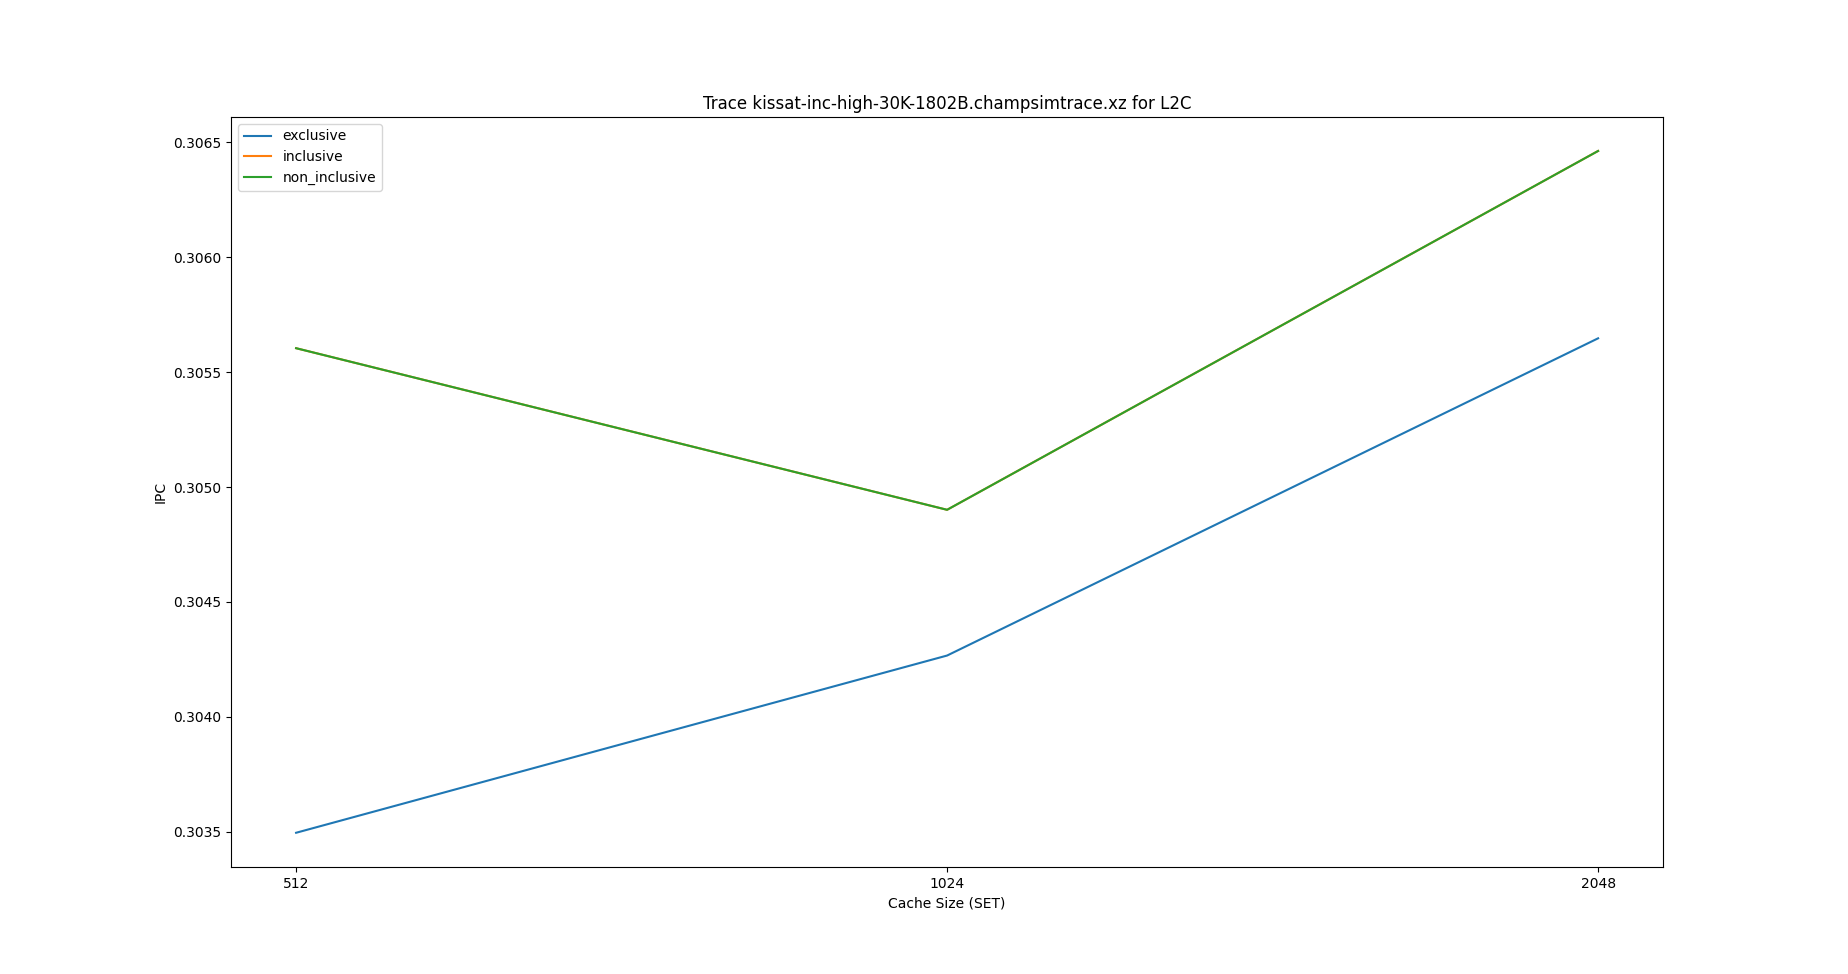 Trace kissat-inc-high-30K-1802B.champsimtrace.xz for L2C
exclusive
inclusive
non_inclusive
0.3065
0.3060
0.3055
0.3050
0.3045
0.3040
0.3035
IPC
512
1024
2048
Cache Size (SET)